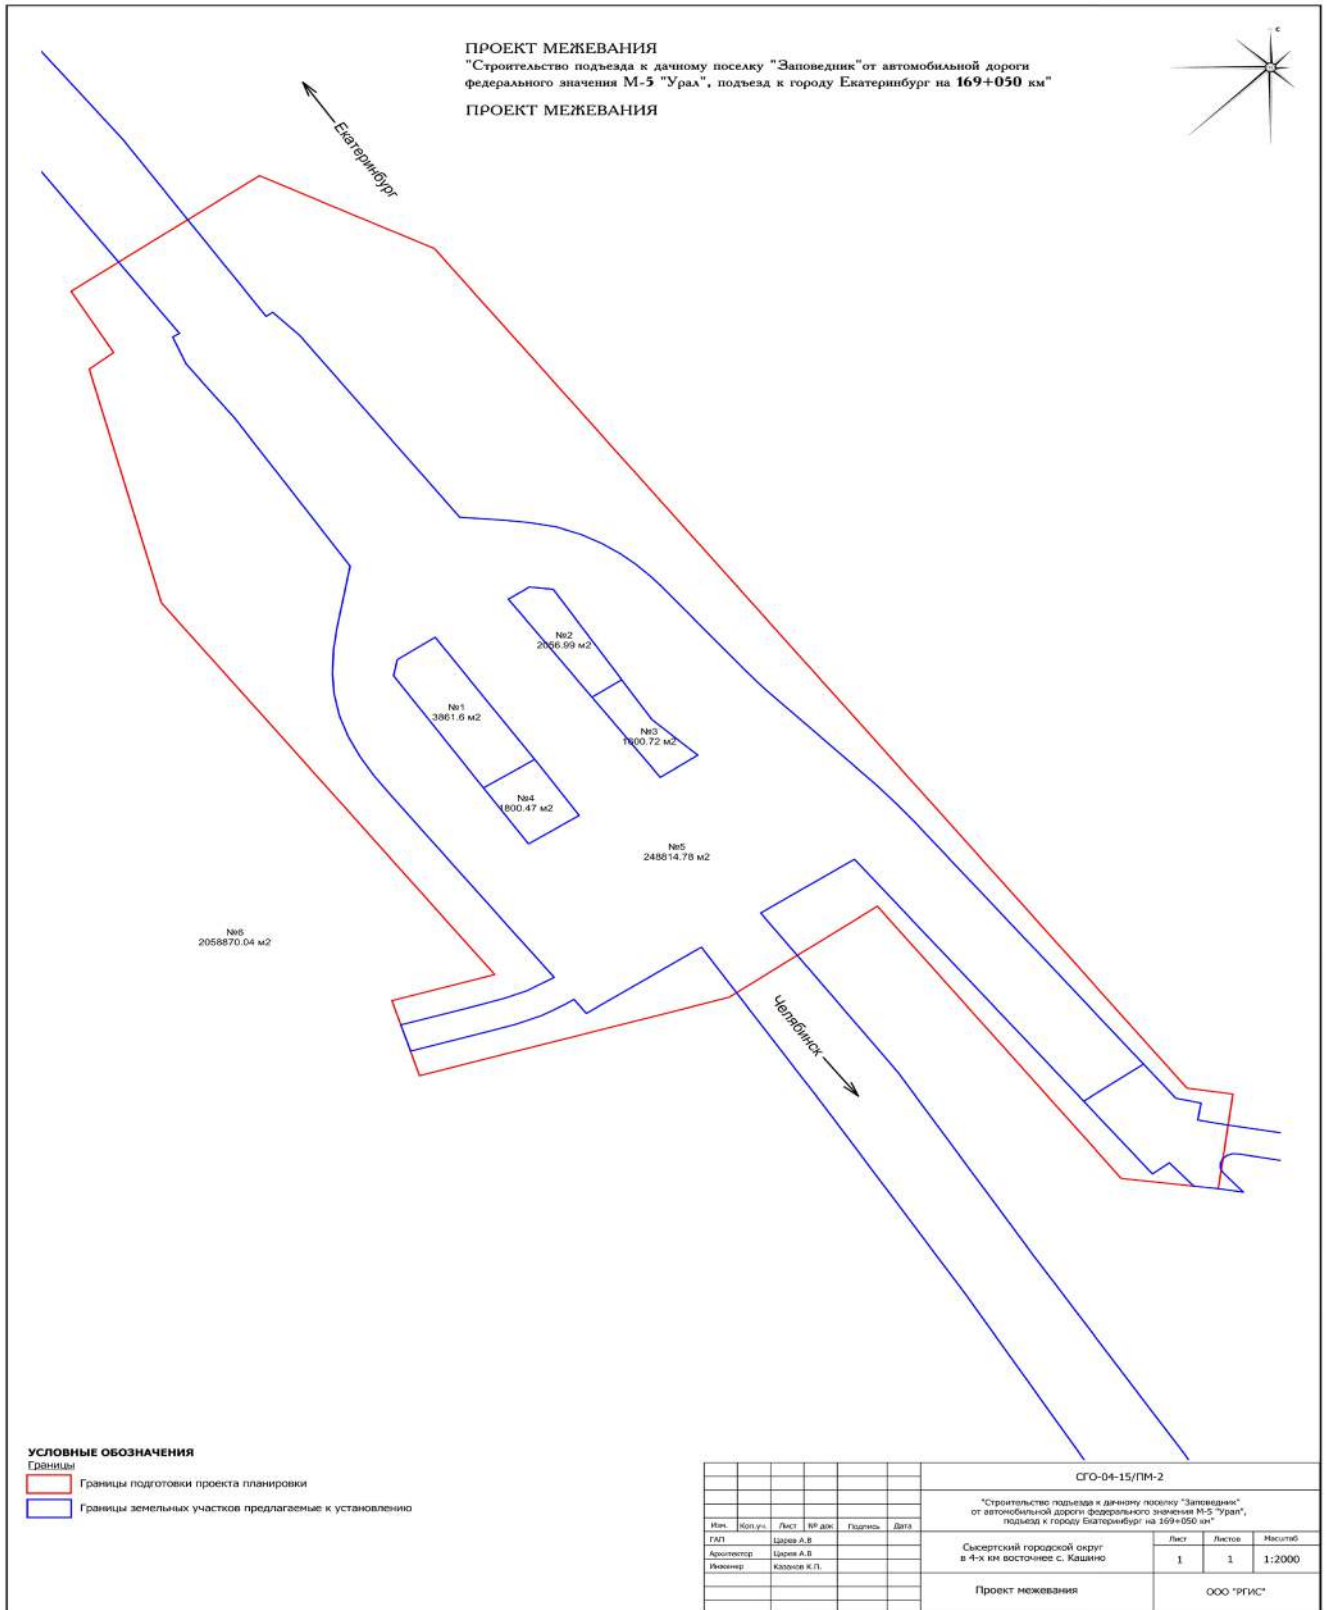 ПРОЕКТ МЕЖЕВАНИЯ
"Строительство подъезда к дачному поселку "Заповедник"от автомобильной дороги
федерального значения М-5 "Урал", подъезд к городу Екатеринбург на 169+050 км"
ПРОЕКТ МЕЖЕВАНИЯ
С
Екатеринбург
№2
2056.99 м2
№1
3861.6 м2
№3
1600.72 м2
№4
1800.47 м2
№5
248814.78 м2
№6
2058870.04 м2
Челябинск
УСЛОВНЫЕ ОБОЗНАЧЕНИЯ
Границы
Границы подготовки проекта планировки
Границы земельных участков предлагаемые к установлению
СГО-04-15/ПМ-2
"Строительство подъезда к дачному поселку "Заповедник"
от автомобильной дороги федерального значения М-5 "Урал",
подъезд к городу Екатеринбург на 169+050 км"
Изм. Кол.уч. Лист № док Подпись Дата
ГАП Царев А.В
Архитектор Царев А.В
Инженер Казаков К.П.
Сысертский городской округ
в 4-х км восточнее с. Кашино
Лист Листов Масштаб
1 1 1:2000
Проект межевания
ООО "РГИС"